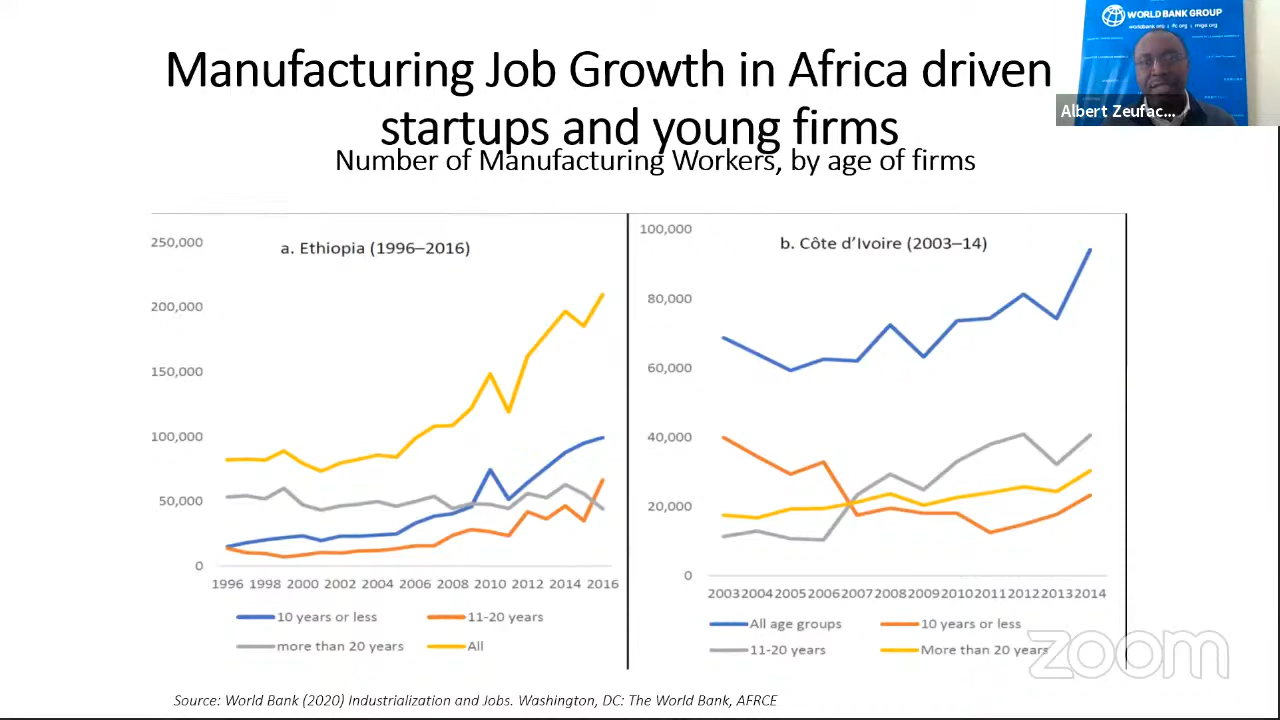 WORLD BANK GROUP
worldbank.org | ifc.org | miga.org
Albert Zeufac...
Manufacturing Job Growth in Africa driven
startups and young firms
Number of Manufacturing Workers, by age of firms
a. Ethiopia (1996–2016)
250,000
200,000
150,000
100,000
50,000
0
1996 1998 2000 2002 2004 2006 2008 2010 2012 2014 2016
10 years or less 11-20 years
more than 20 years All
b. Côte d’Ivoire (2003–14)
100,000
80,000
60,000
40,000
20,000
0
2003 2004 2005 2006 2007 2008 2009 2010 2011 2012 2013 2014
All age groups 10 years or less
11-20 years More than 20 years
zoom
Source: World Bank (2020) Industrialization and Jobs. Washington, DC: The World Bank, AFRCE